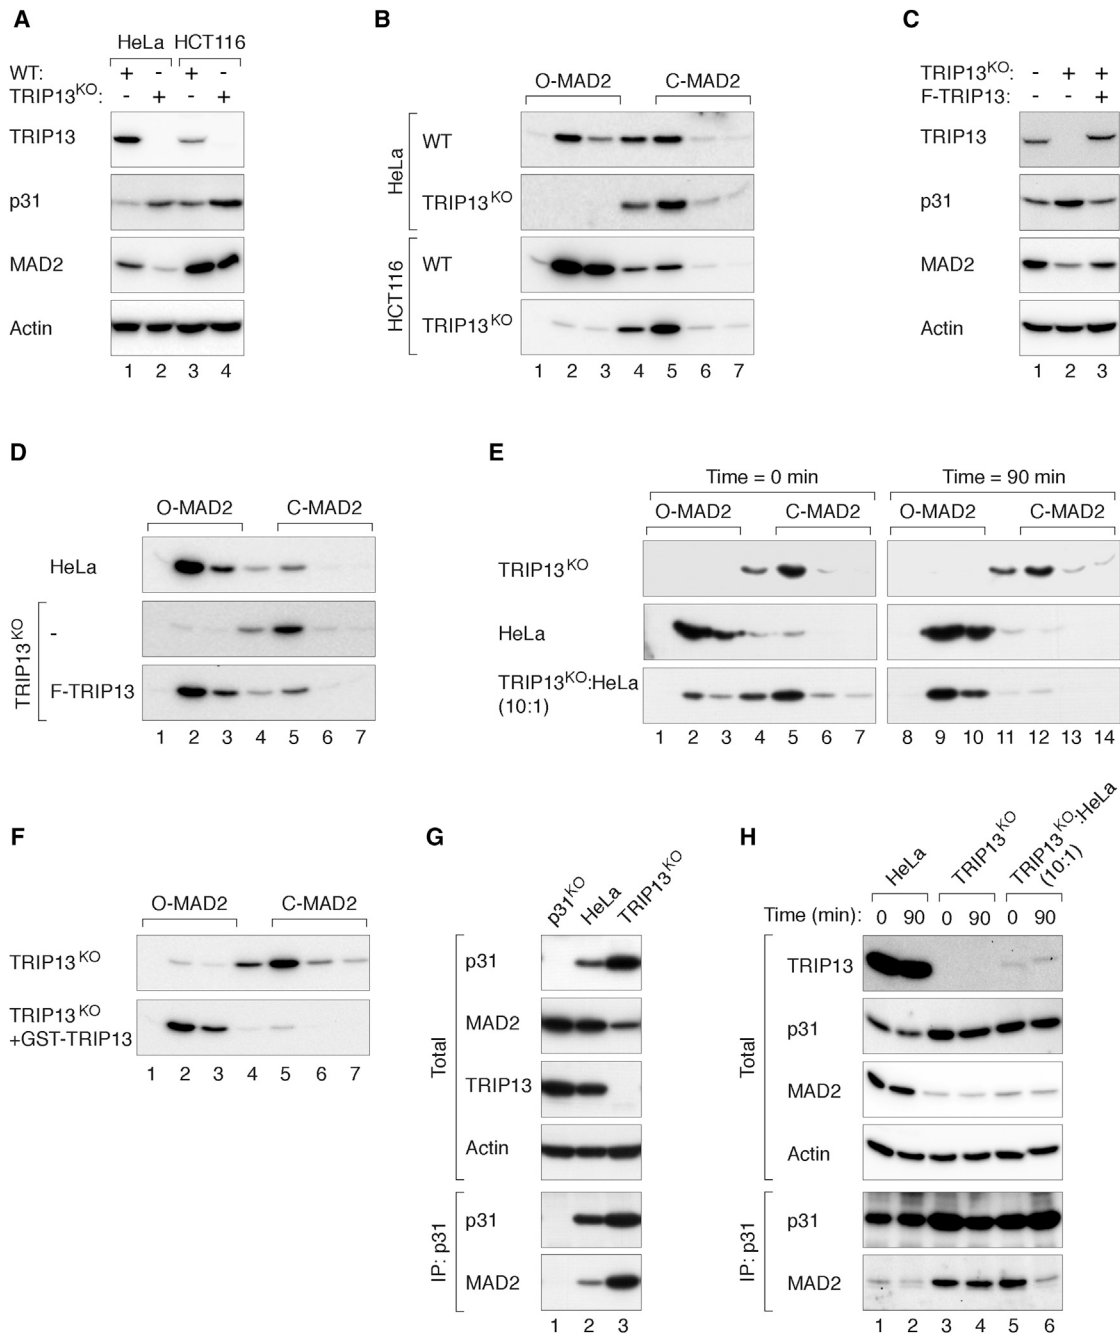 A
HeLa HCT116
WT: + - + -
TRIP13KO: - + - +
TRIP13
p31
MAD2
Actin
1 2 3 4
B
O-MAD2 C-MAD2
HeLa
WT
TRIP13KO
HCT116
WT
TRIP13KO
1 2 3 4 5 6 7
C
TRIP13KO: - + +
F-TRIP13: - - +
TRIP13
p31
MAD2
Actin
1 2 3
D
O-MAD2 C-MAD2
HeLa
TRIP13KO
-
F-TRIP13
1 2 3 4 5 6 7
E
Time = 0 min Time = 90 min
O-MAD2 C-MAD2 O-MAD2 C-MAD2
TRIP13KO
HeLa
TRIP13KO:HeLa
(10:1)
1 2 3 4 5 6 7 8 9 10 11 12 13 14
F
O-MAD2 C-MAD2
TRIP13KO
TRIP13KO
+GST-TRIP13
1 2 3 4 5 6 7
G
p31KO HeLa TRIP13KO
Total
p31
MAD2
TRIP13
Actin
IP: p31
p31
MAD2
1 2 3
H
HeLa TRIP13KO TRIP13KO:HeLa
(10:1)
Time (min): 0 90 0 90 0 90
Total
TRIP13
p31
MAD2
Actin
IP: p31
p31
MAD2
1 2 3 4 5 6